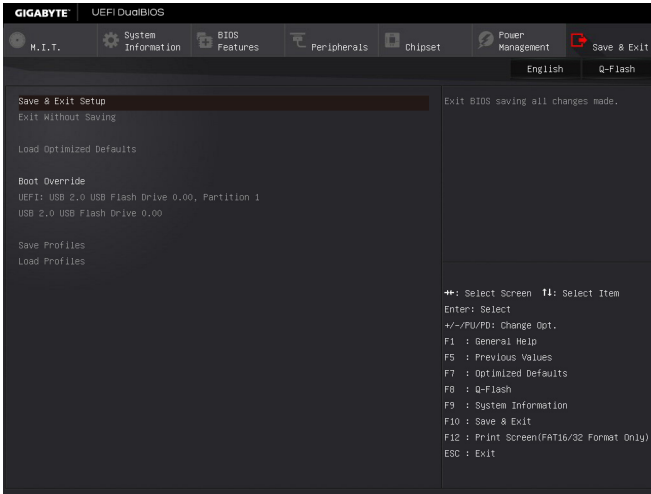 GIGABYTE™ UEFI DualBIOS
M.I.T.
System
Information
BIOS
Features
Peripherals
Chipset
Power
Management
Save & Exit
English
Q-Flash
Save & Exit Setup
Exit Without Saving
Load Optimized Defaults
Boot Override
UEFI: USB 2.0 USB Flash Drive 0.00, Partition 1
USB 2.0 USB Flash Drive 0.00
Save Profiles
Load Profiles
Exit BIOS saving all changes made.
→←: Select Screen ↑↓: Select Item
Enter: Select
+/-/PU/PD: Change Opt.
F1 : General Help
F5 : Previous Values
F7 : Optimized Defaults
F8 : Q-Flash
F9 : System Information
F10 : Save & Exit
F12 : Print Screen(FAT16/32 Format Only)
ESC : Exit